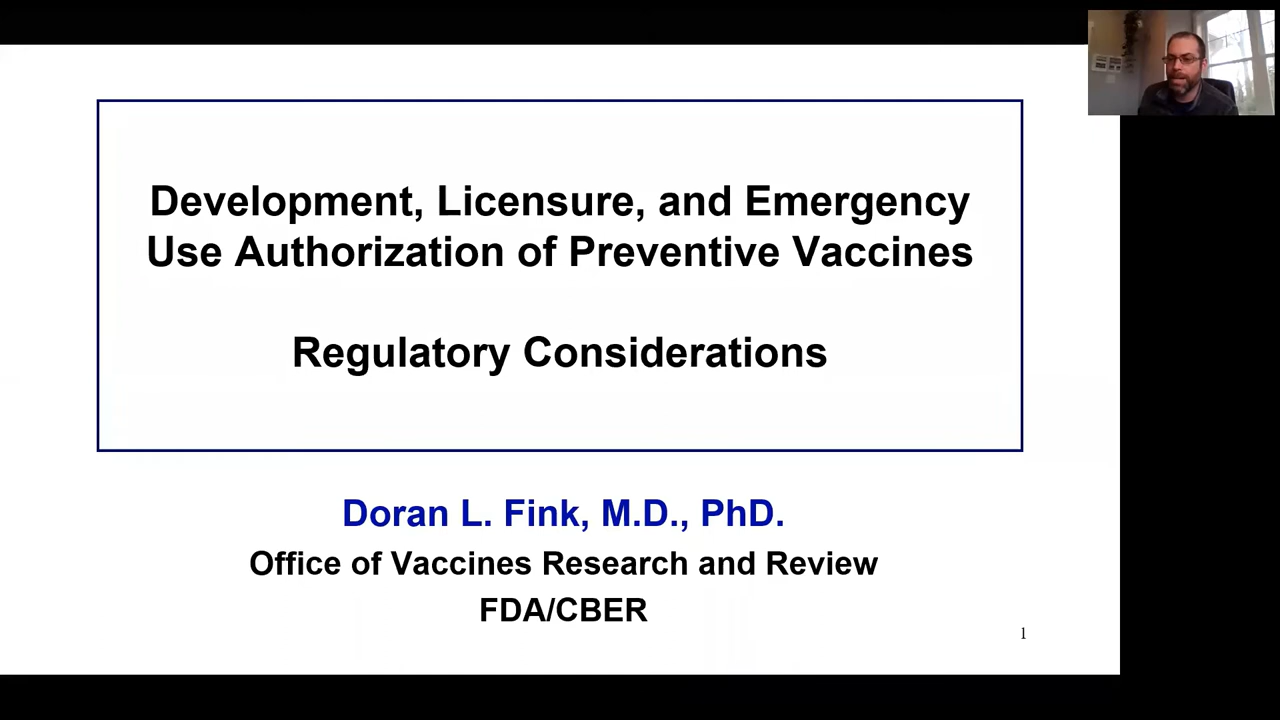 Development, Licensure, and Emergency
Use Authorization of Preventive Vaccines
Regulatory Considerations
Doran L. Fink, M.D., PhD.
Office of Vaccines Research and Review
FDA/CBER
1